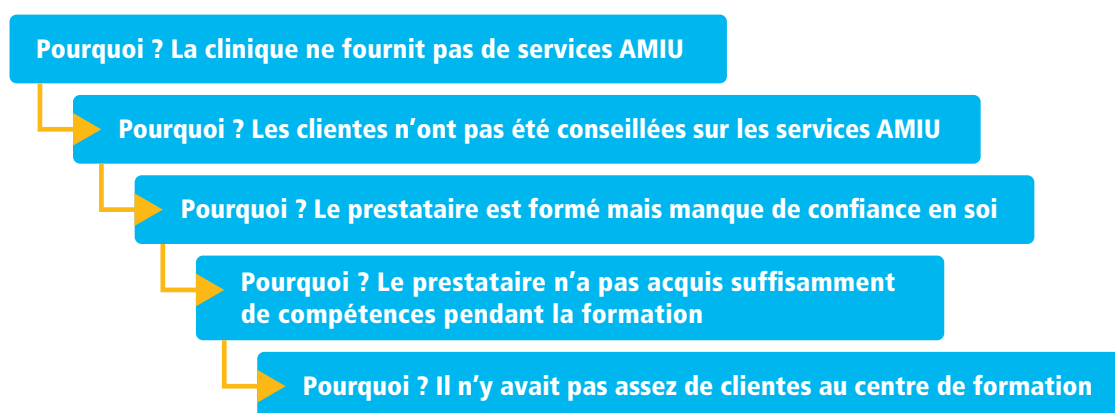 Pourquoi ? La clinique ne fournit pas de services AMIU
Pourquoi ? Les clientes n’ont pas été conseillées sur les services AMIU
Pourquoi ? Le prestataire est formé mais manque de confiance en soi
Pourquoi ? Le prestataire n’a pas acquis suffisamment
de compétences pendant la formation
Pourquoi ? Il n’y avait pas assez de clientes au centre de formation